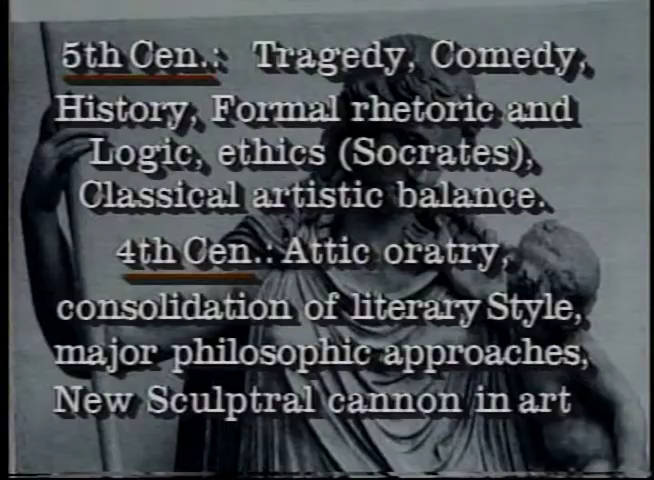 5th Cen.: Tragedy, Comedy,
History, Formal rhetoric and
Logic, ethics (Socrates),
Classical artistic balance.
4th Cen.: Attic oratry,
consolidation of literary Style,
major philosophic approaches,
New Sculptral cannon in art